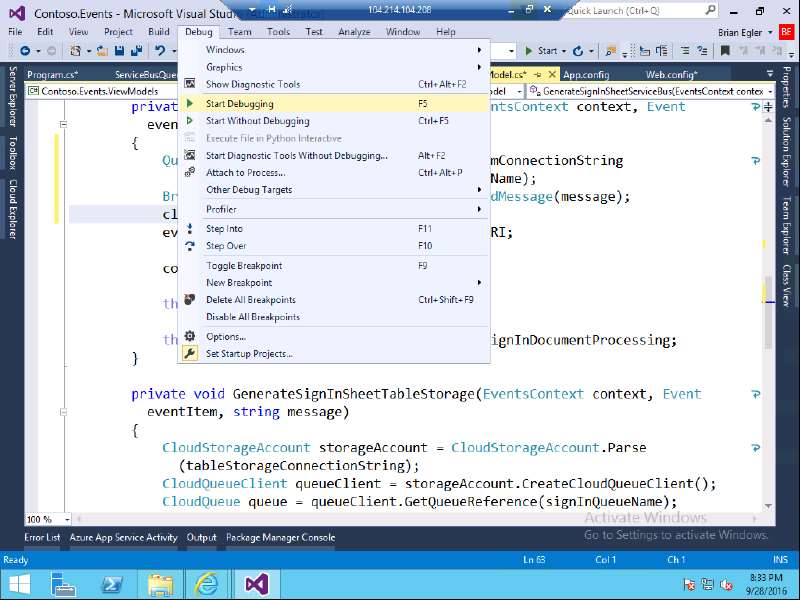 Contoso.Events - Microsoft Visual Studio
104.214.104.208
Quick Launch (Ctrl+Q)
File Edit View Project Build Debug Team Tools Test Analyze Window Help
Brian Egler
BE
Start
Program.cs*
Model.cs*
App.config
Web.config*
Contoso.Events.ViewModels
GenerateSignInSheetServiceBus(EventsContext contex
Server Explorer
Toolbox
Cloud Explorer
Properties
Solution Explorer
Team Explorer
Class View
Windows
Graphics
Show Diagnostic Tools Ctrl+Alt+F2
Start Debugging F5
Start Without Debugging Ctrl+F5
Execute File in Python Interactive
Start Diagnostic Tools Without Debugging... Alt+F2
Attach to Process... Ctrl+Alt+P
Other Debug Targets
Profiler
Step Into F11
Step Over F10
Toggle Breakpoint F9
New Breakpoint
Delete All Breakpoints Ctrl+Shift+F9
Disable All Breakpoints
Options...
Set Startup Projects...
privat
ntsContext context, Event
even
{
Qu
mConnectionString
Name);
Br
dMessage(message);
cl
ev
RI;
co
th
th
ignInDocumentProcessing;
}
private void GenerateSignInSheetTableStorage(EventsContext context, Event
eventItem, string message)
{
CloudStorageAccount storageAccount = CloudStorageAccount.Parse
(tableStorageConnectionString);
CloudQueueClient queueClient = storageAccount.CreateCloudQueueClient();
CloudQueue queue = queueClient.GetQueueReference(signInQueueName);
100 %
Activate Windows
Go to Settings to activate Windows.
Error List Azure App Service Activity Output Package Manager Console
Ready Ln 63 Col 1 Ch 1 INS
8:33 PM
9/28/2016